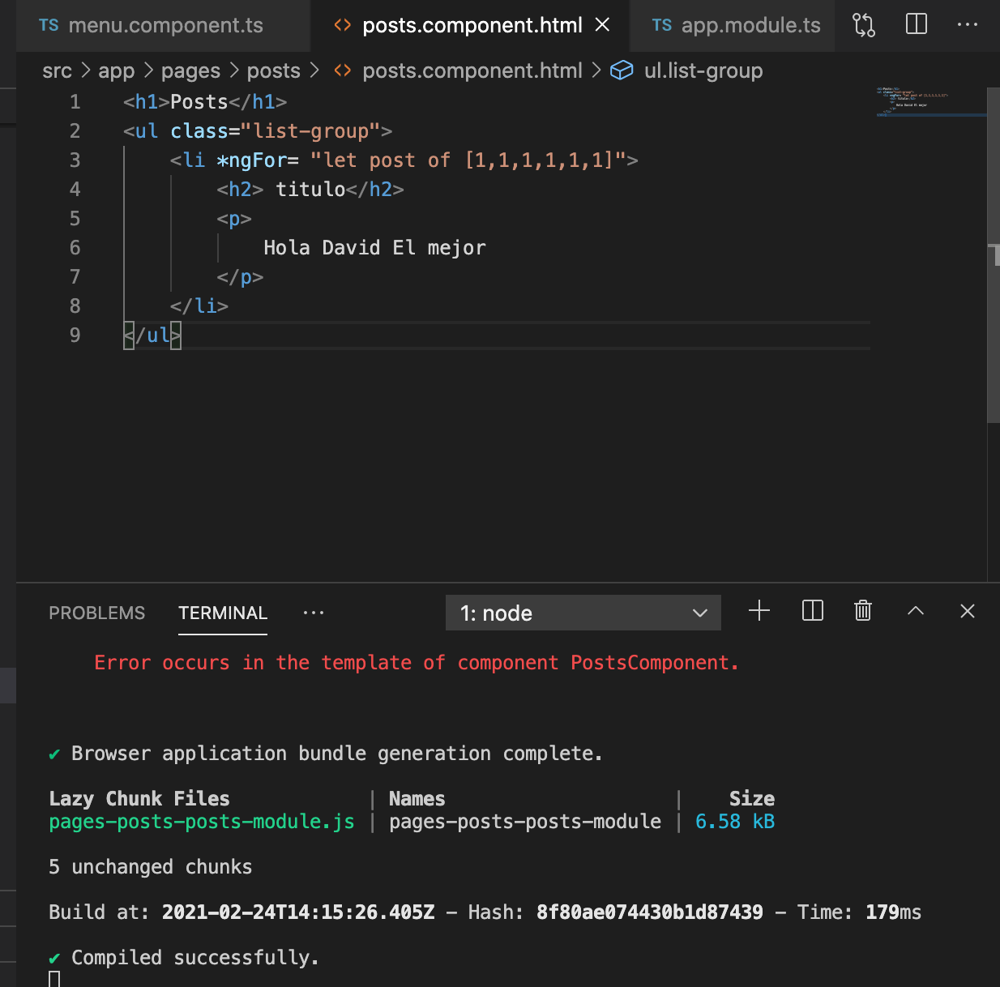 TS menu.component.ts <> posts.component.html TS app.module.ts
src > app > pages > posts > <> posts.component.html > ul.list-group
1 <h1>Posts</h1>
2 <ul class="list-group">
3 <li *ngFor= "let post of [1,1,1,1,1,1]">
4 <h2> titulo</h2>
5 <p>
6 Hola David El mejor
7 </p>
8 </li>
9 </ul>
PROBLEMS TERMINAL ··· 1: node
Error occurs in the template of component PostsComponent.
✔ Browser application bundle generation complete.
Lazy Chunk Files | Names | Size
pages-posts-posts-module.js | pages-posts-posts-module | 6.58 kB
5 unchanged chunks
Build at: 2021-02-24T14:15:26.405Z - Hash: 8f80ae074430b1d87439 - Time: 179ms
✔ Compiled successfully.